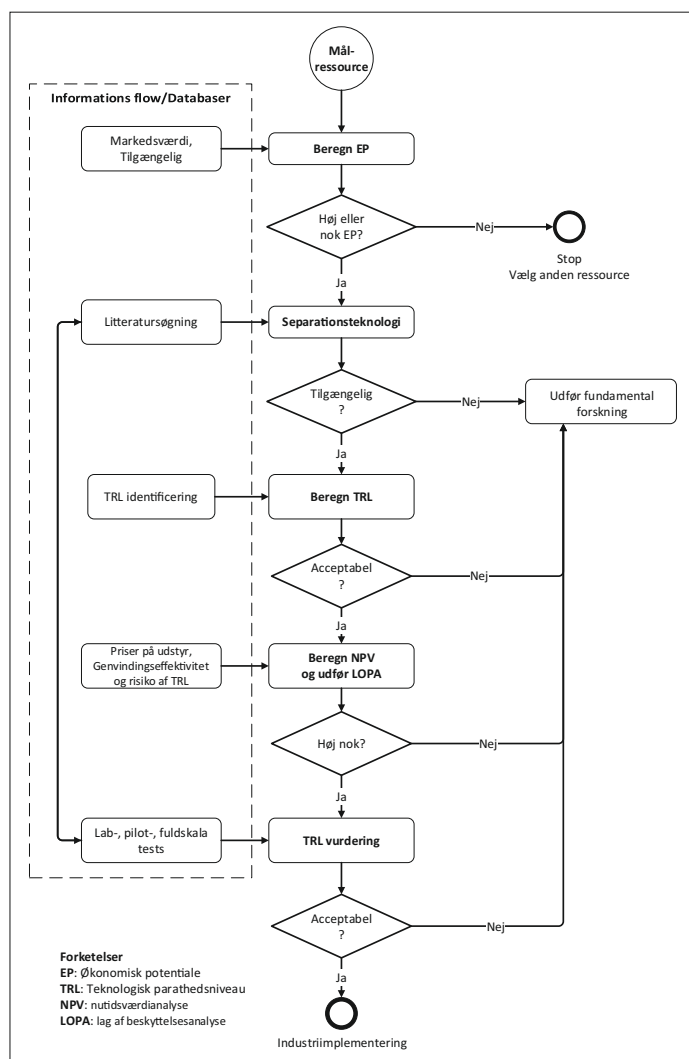 Mål-
ressource
Informations flow/Databaser
Markedsværdi,
Tilgængelig
Beregn EP
Høj eller
nok EP?
Nej
Stop
Vælg anden ressource
Ja
Litteratursøgning
Separationsteknologi
Tilgængelig
?
Nej
Udfør fundamental
forskning
Ja
TRL identificering
Beregn TRL
Acceptabel
?
Nej
Ja
Priser på udstyr,
Genvindingseffektivitet
og risiko af TRL
Beregn NPV
og udfør LOPA
Høj nok?
Nej
Ja
Lab-, pilot-, fuldskala
tests
TRL vurdering
Acceptabel
?
Nej
Ja
Industriimplementering
Forketelser
EP: Økonomisk potentiale
TRL: Teknologisk parathedsniveau
NPV: nutidsværdianalyse
LOPA: lag af beskyttelsesanalyse